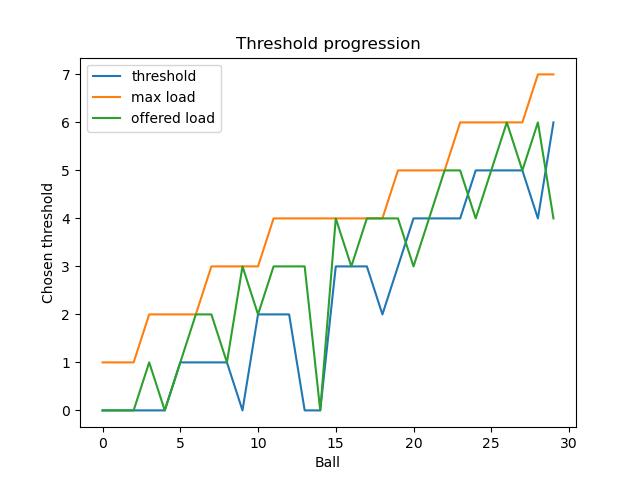 Threshold progression
threshold
max load
offered load
Chosen threshold
7
6
5
4
3
2
1
0
0 5 10 15 20 25 30
Ball